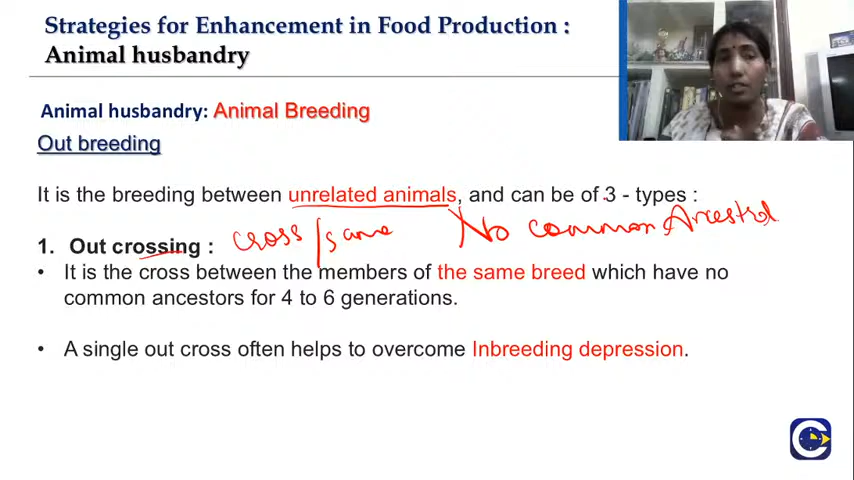 Strategies for Enhancement in Food Production :
Animal husbandry
Animal husbandry: Animal Breeding
Out breeding
It is the breeding between unrelated animals, and can be of 3 - types :
No common Ancestral
1. Out crossing : cross / same
• It is the cross between the members of the same breed which have no
common ancestors for 4 to 6 generations.
• A single out cross often helps to overcome Inbreeding depression.